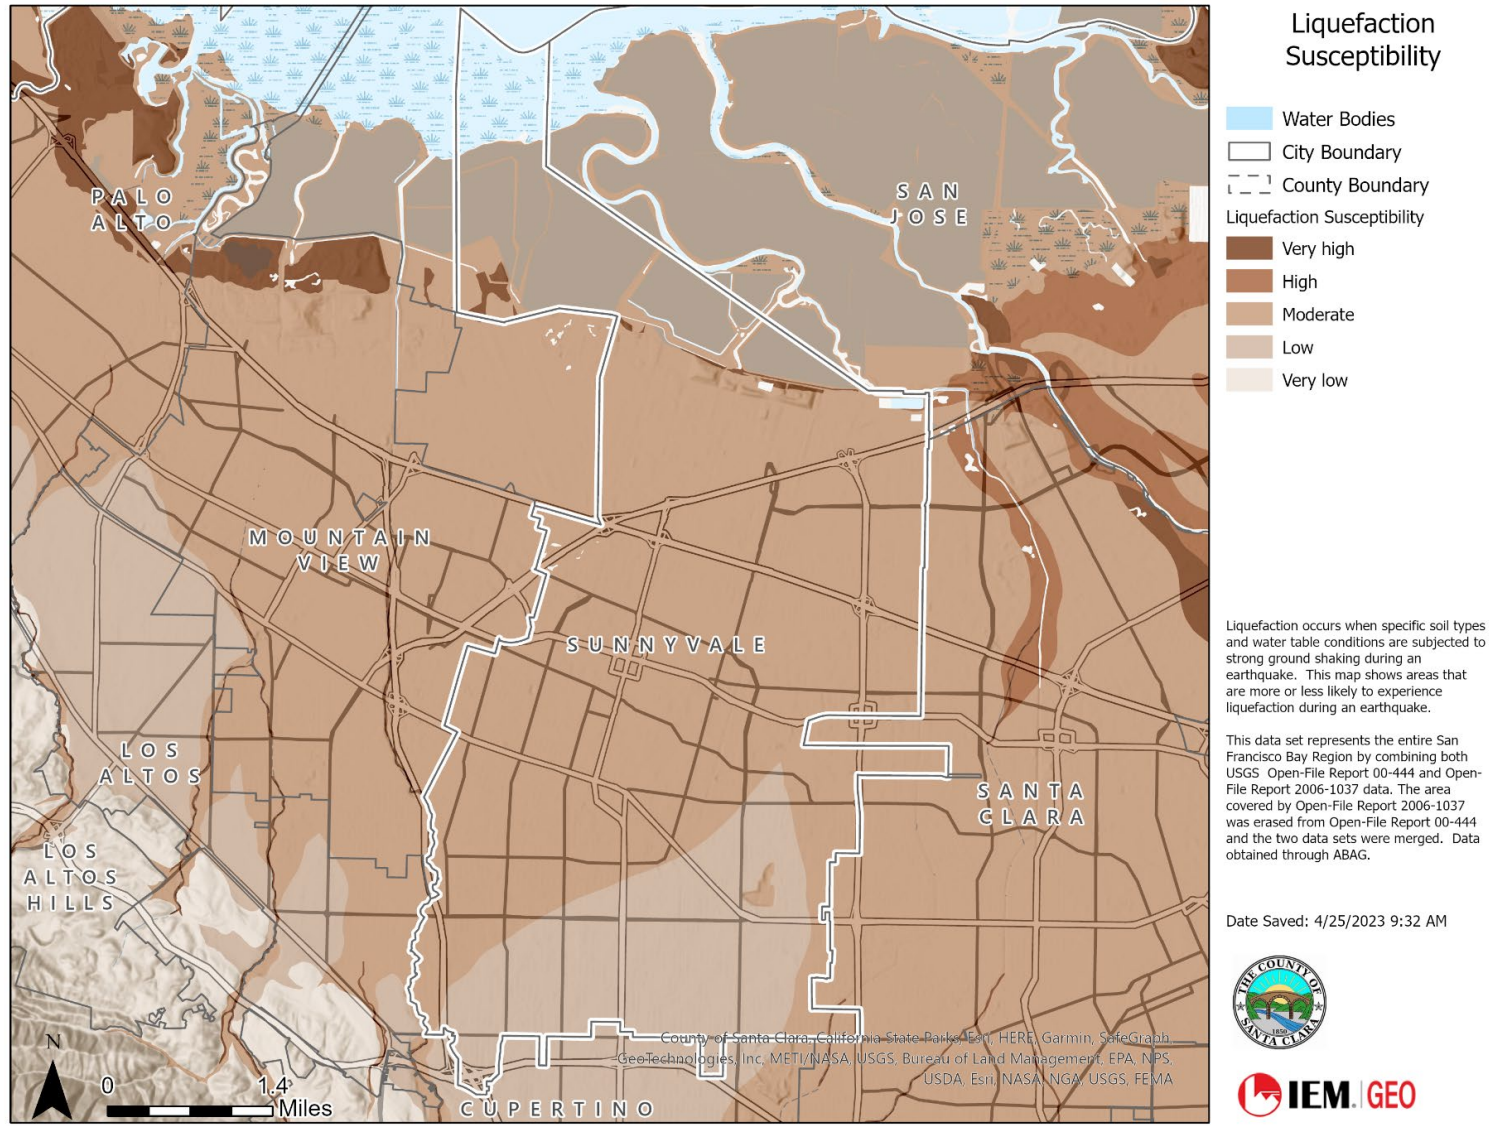 Liquefaction
Susceptibility
Water Bodies
City Boundary
County Boundary
Liquefaction Susceptibility
Very high
High
Moderate
Low
Very low
PALO
ALTO
SAN
JOSE
MOUNTAIN
VIEW
SUNNYVALE
LOS
ALTOS
SANTA
CLARA
LOS
ALTOS
HILLS
CUPERTINO
Liquefaction occurs when specific soil types
and water table conditions are subjected to
strong ground shaking during an
earthquake. This map shows areas that
are more or less likely to experience
liquefaction during an earthquake.
This data set represents the entire San
Francisco Bay Region by combining both
USGS Open-File Report 00-444 and Open-
File Report 2006-1037 data. The area
covered by Open-File Report 2006-1037
was erased from Open-File Report 00-444
and the two data sets were merged. Data
obtained through ABAG.
Date Saved: 4/25/2023 9:32 AM
THE COUNTY OF
SANTA CLARA
1850
IEM. GEO
N
0 1.4
Miles
County of Santa Clara, California State Parks, Esri, HERE, Garmin, SafeGraph,
GeoTechnologies, Inc, METI/NASA, USGS, Bureau of Land Management, EPA, NPS,
USDA, Esri, NASA, NGA, USGS, FEMA